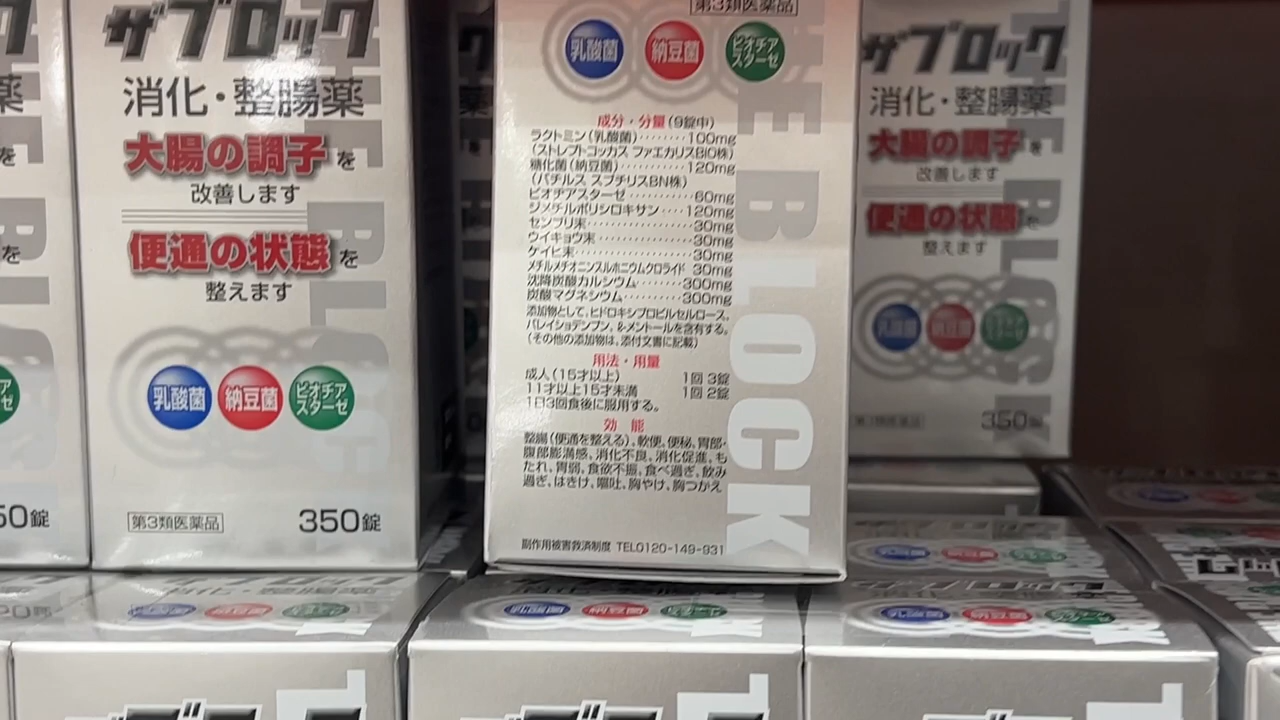 ザブロック
消化・整腸薬
大腸の調子を
改善します
便通の状態を
整えます
乳酸菌
納豆菌
ビオヂア
スターゼ
第3類医薬品
350錠
第3類医薬品
乳酸菌
納豆菌
ビオヂア
スターゼ
成分・分量(9錠中)
ラクトミン(乳酸菌)‥‥‥‥100mg
(ストレプトコッカス フェカリスBIO株)
糖化菌(納豆菌)‥‥‥‥‥120mg
(バチルス スブチリスBN株)
ビオヂアスターゼ‥‥‥‥60mg
ジメチルポリシロキサン‥‥120mg
センブリ末‥‥‥‥‥‥‥30mg
ウイキョウ末‥‥‥‥‥‥30mg
ケイヒ末‥‥‥‥‥‥‥‥30mg
メチルメチオニンスルホニウムクロライド 30mg
沈降炭酸カルシウム‥‥‥300mg
炭酸マグネシウム‥‥‥‥300mg
添加物として、ヒドロキシプロピルセルロース、
バレイショデンプン、ℓ-メントールを含有する。
(その他の添加物は、添付文書に記載)
用法・用量
成人(15才以上) 1回 3錠
11才以上15才未満 1回 2錠
1日3回食後に服用する。
効 能
整腸(便通を整える)、軟便、便秘、胃部・
腹部膨満感、消化不良、消化促進、も
たれ、胃弱、食欲不振、食べ過ぎ、飲み
過ぎ、はきけ、嘔吐、胸やけ、胸つかえ
副作用被害救済制度 TEL0120-149-931
THE BLOCK
ザブロック
消化・整腸薬
大腸の調子を
改善します
便通の状態を
整えます
乳酸菌
納豆菌
ビオヂア
スターゼ
第3類医薬品
350錠